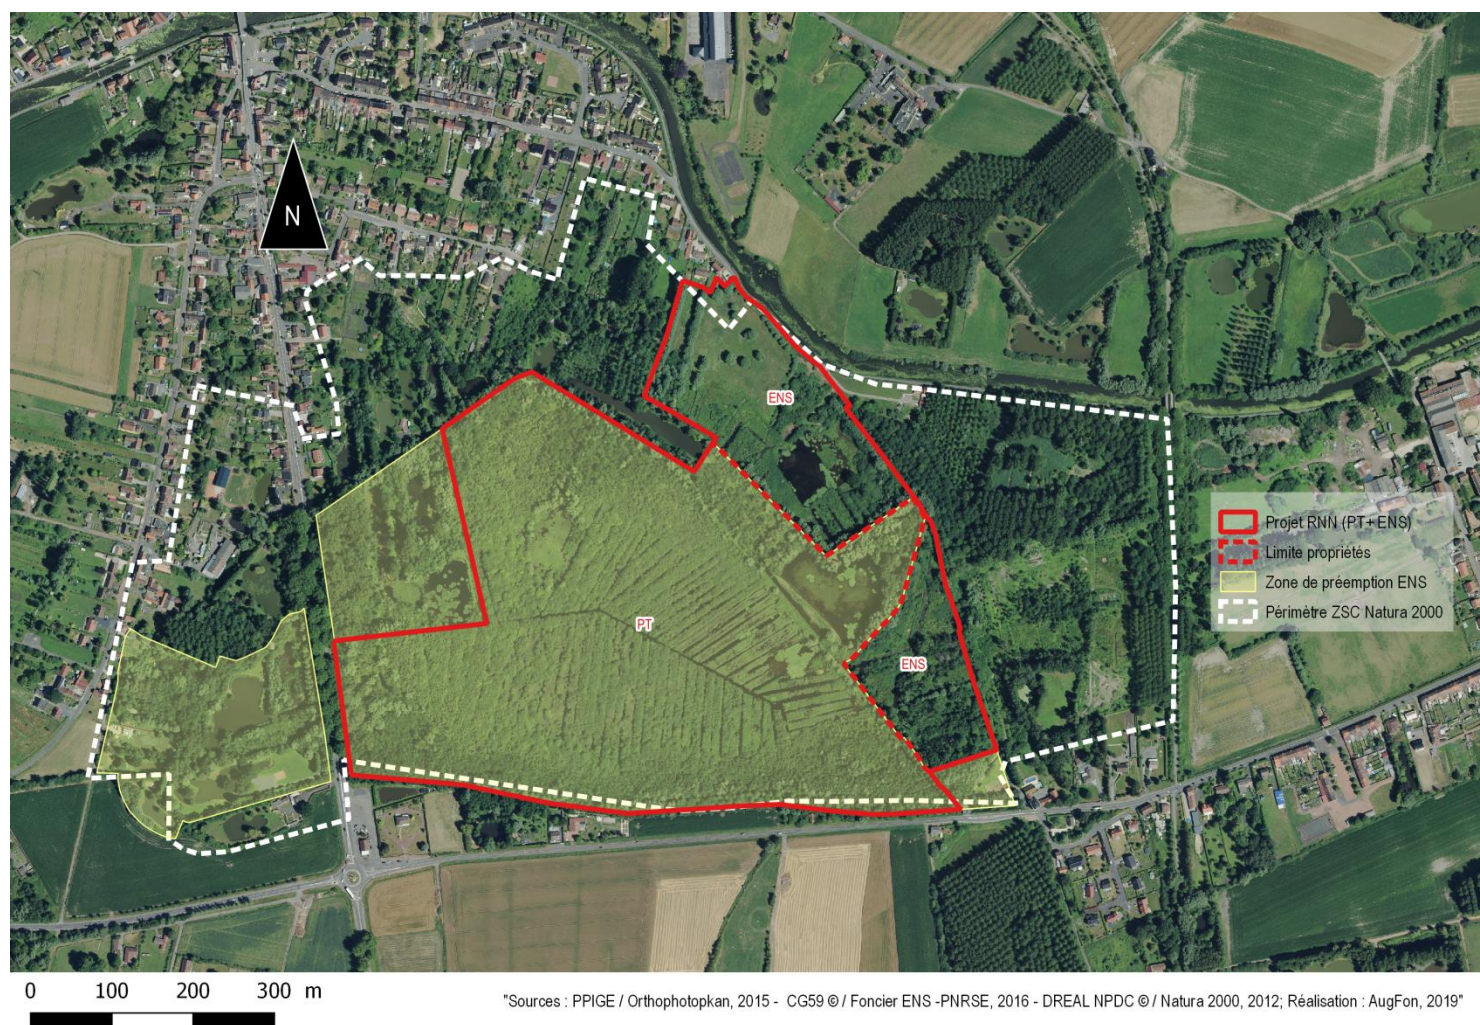 N
ENS
PT
ENS
Projet RNN (PT+ENS)
Limite propriétés
Zone de préemption ENS
Périmètre ZSC Natura 2000
0 100 200 300 m
"Sources : PPIGE / Orthophotopkan, 2015 - CG59 © / Foncier ENS -PNRSE, 2016 - DREAL NPDC © / Natura 2000, 2012; Réalisation : AugFon, 2019"